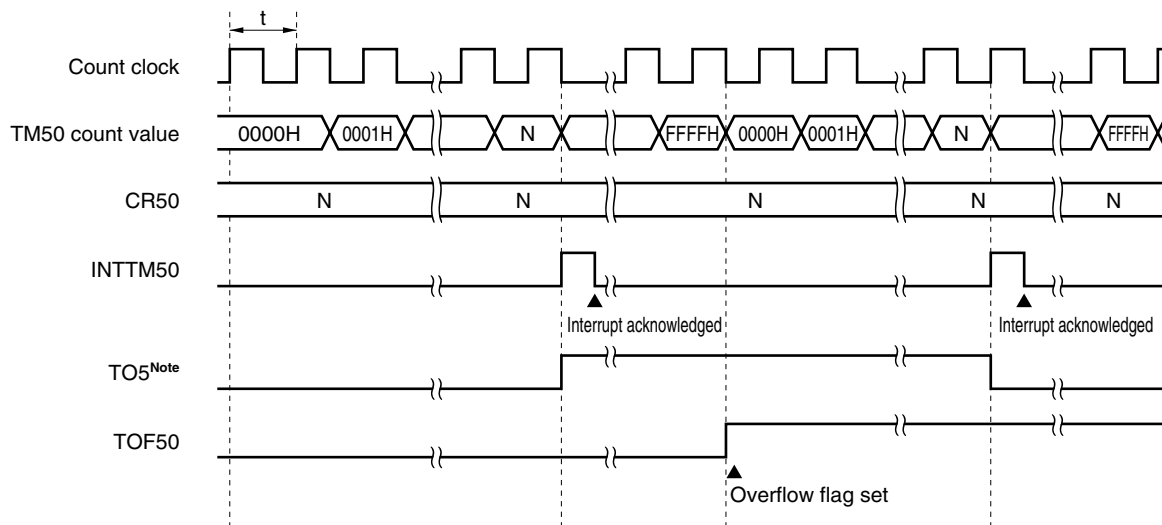 t
Count clock
TM50 count value 0000H 0001H N FFFFH 0000H 0001H N FFFFH
CR50 N N N N N
INTTM50
Interrupt acknowledged Interrupt acknowledged
TO5Note
TOF50
Overflow flag set